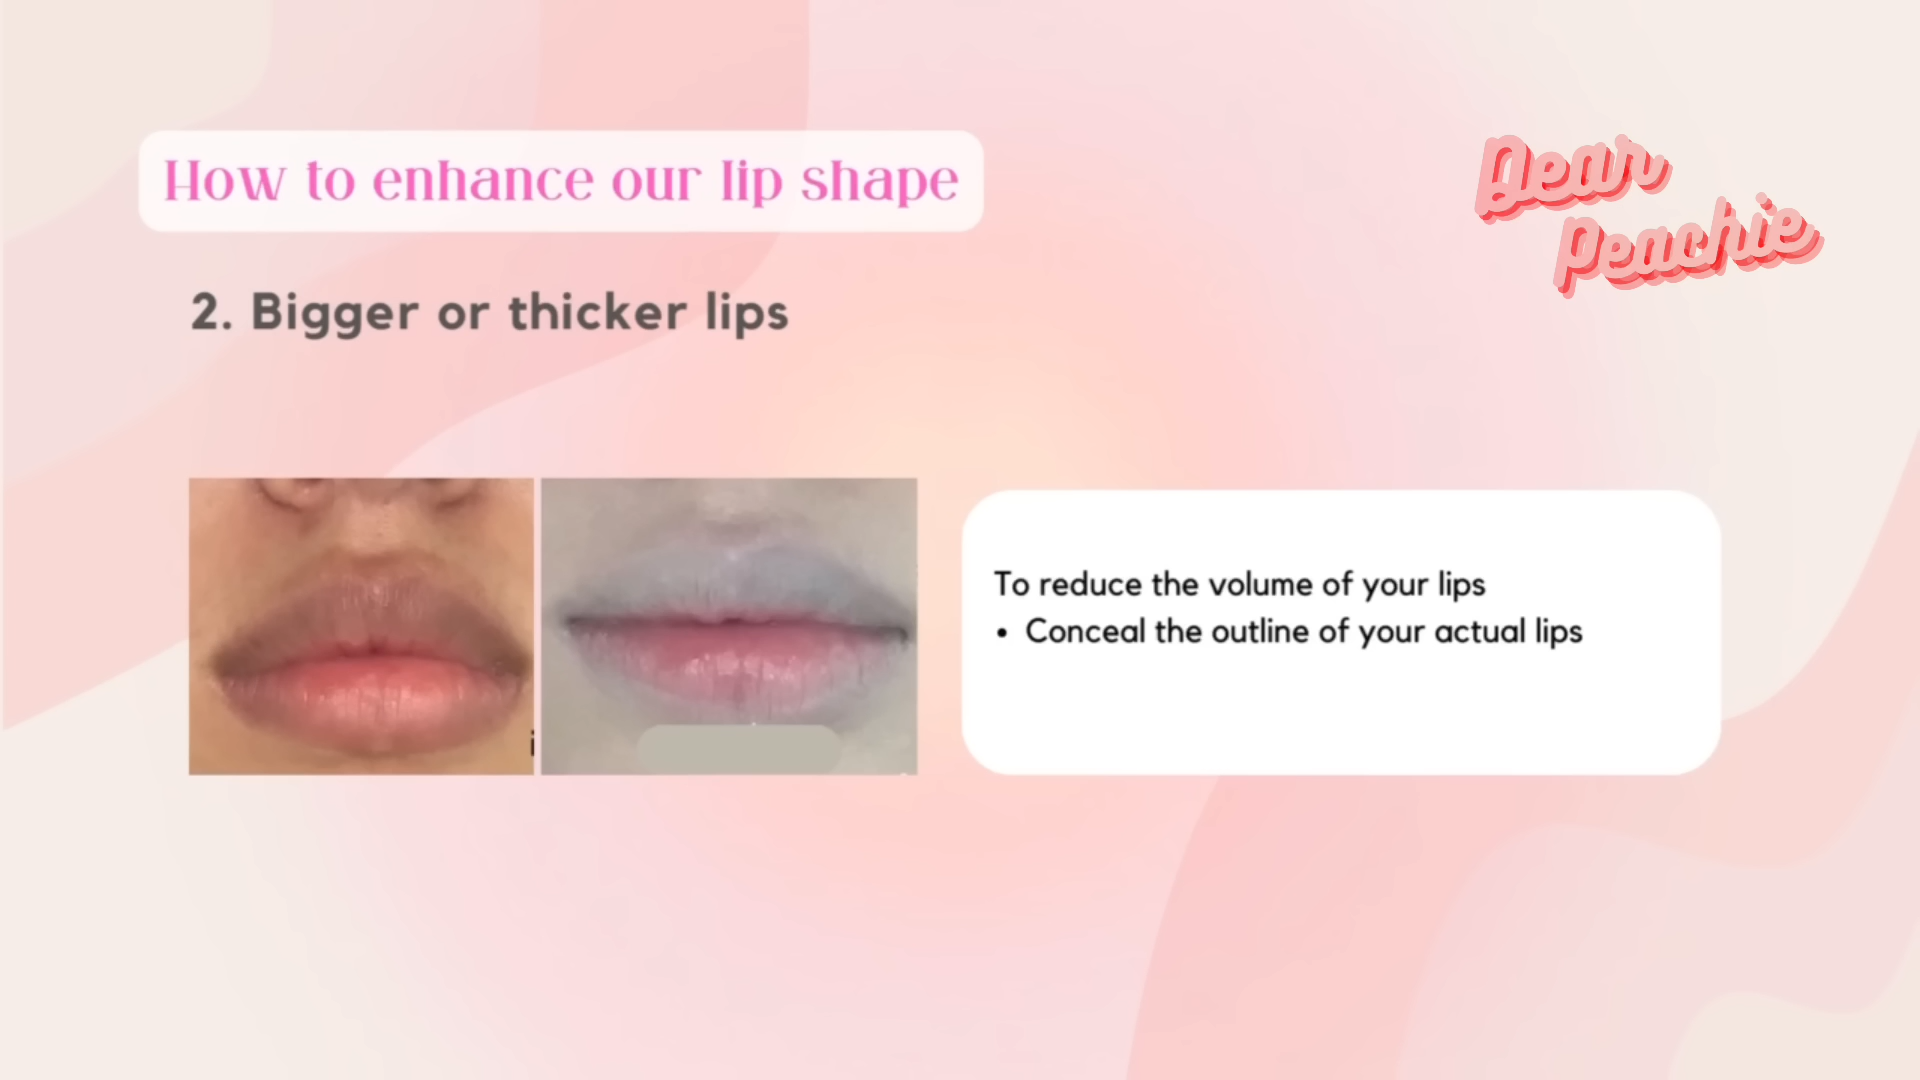 How to enhance our lip shape
Dear
Peachie
2. Bigger or thicker lips
To reduce the volume of your lips
• Conceal the outline of your actual lips
i